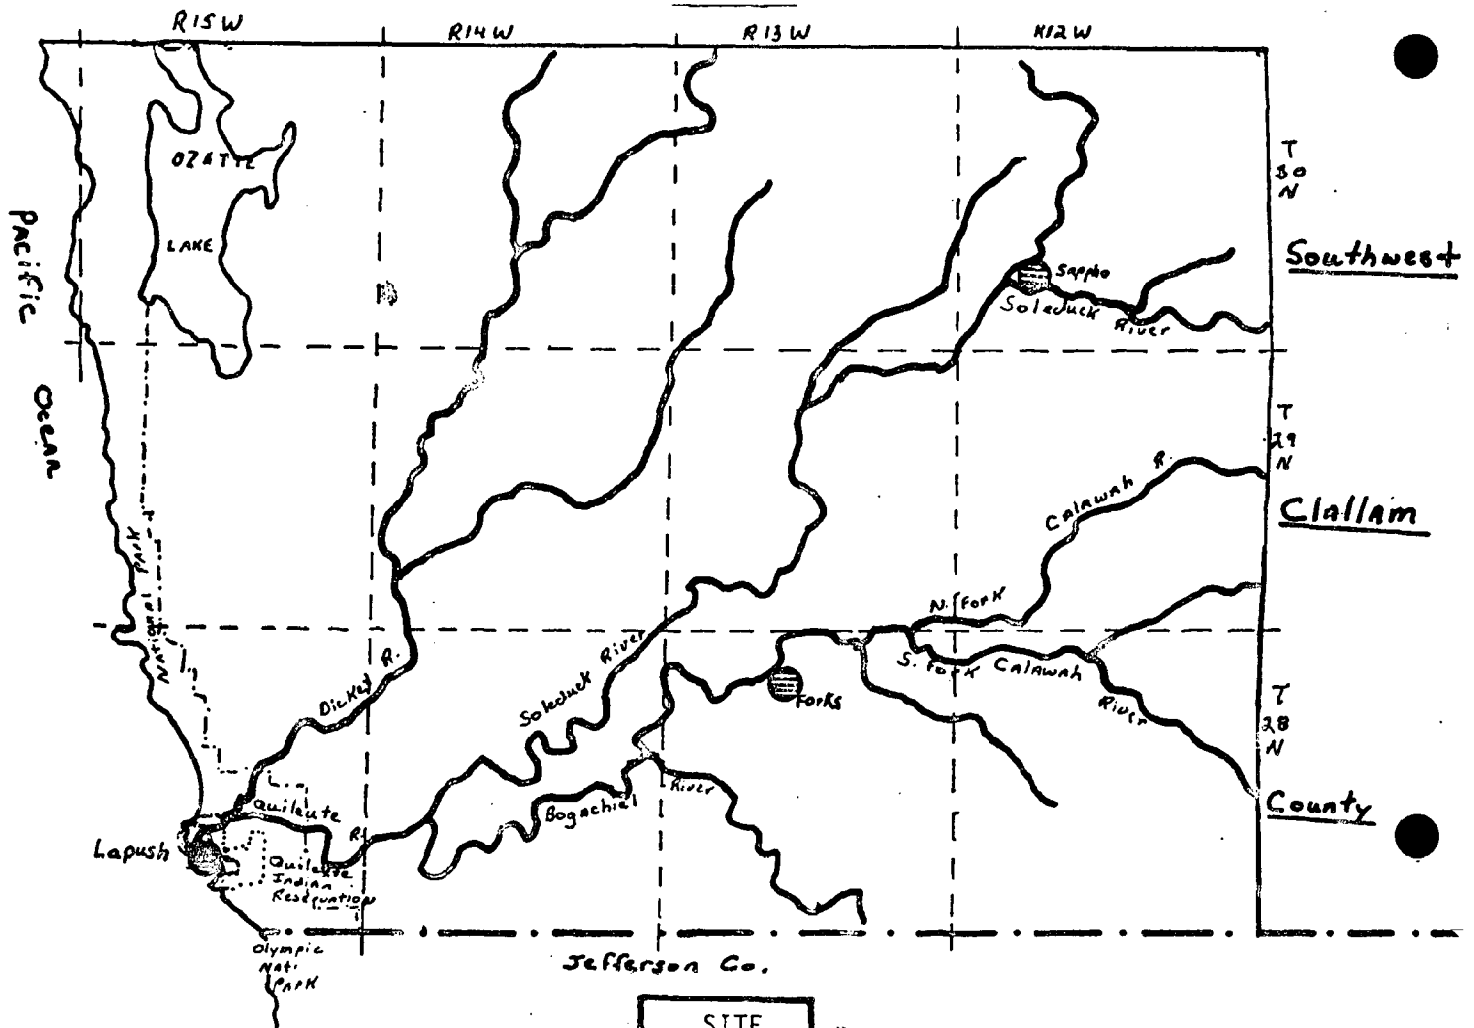 R15W
R14W
R13W
R12W
OZETTE
LAKE
Pacific
Ocean
T
30
N
Southwest
Sappho
Soleduck
River
T
29
N
Clallam
Calawah R.
N. Fork
S. Fork Calawah
River
National Park
Dickey R.
Soleduck River
Forks
T
28
N
County
Bogachiel
River
Quileute
R.
Lapush
Quileute
Indian
Reservation
Olympic
Nat.
Park
Jefferson Co.
SITE